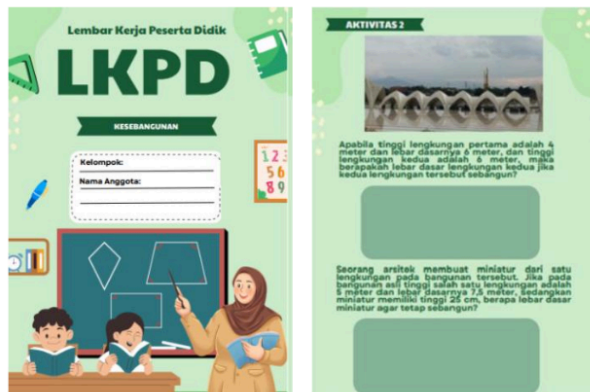 Lembar Kerja Peserta Didik
LKPD
KESEBANGUNAN
Kelompok:
Nama Anggota:
1 2 3
5 6
8 9
AKTIVITAS 2
Apabila tinggi lengkungan pertama adalah 4
meter dan lebar dasarnya 6 meter, dan tinggi
lengkungan kedua adalah 6 meter, maka
berapakah lebar dasar lengkungan kedua jika
kedua lengkungan tersebut sebangun?
Seorang arsitek membuat miniatur dari satu
lengkungan pada bangunan tersebut. Jika pada
bangunan asli tinggi salah satu lengkungan adalah
5 meter dan lebar dasarnya 7,5 meter, sedangkan
miniatur memiliki tinggi 25 cm, berapa lebar dasar
miniatur agar tetap sebangun?